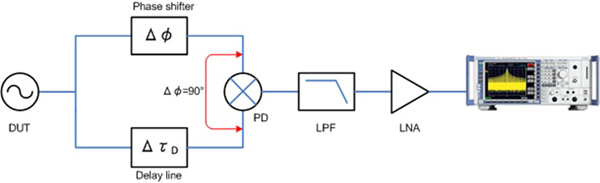 Phase shifter
Δ ϕ
Δ ϕ=90°
DUT
PD
LPF
LNA
Δ τ D
Delay line